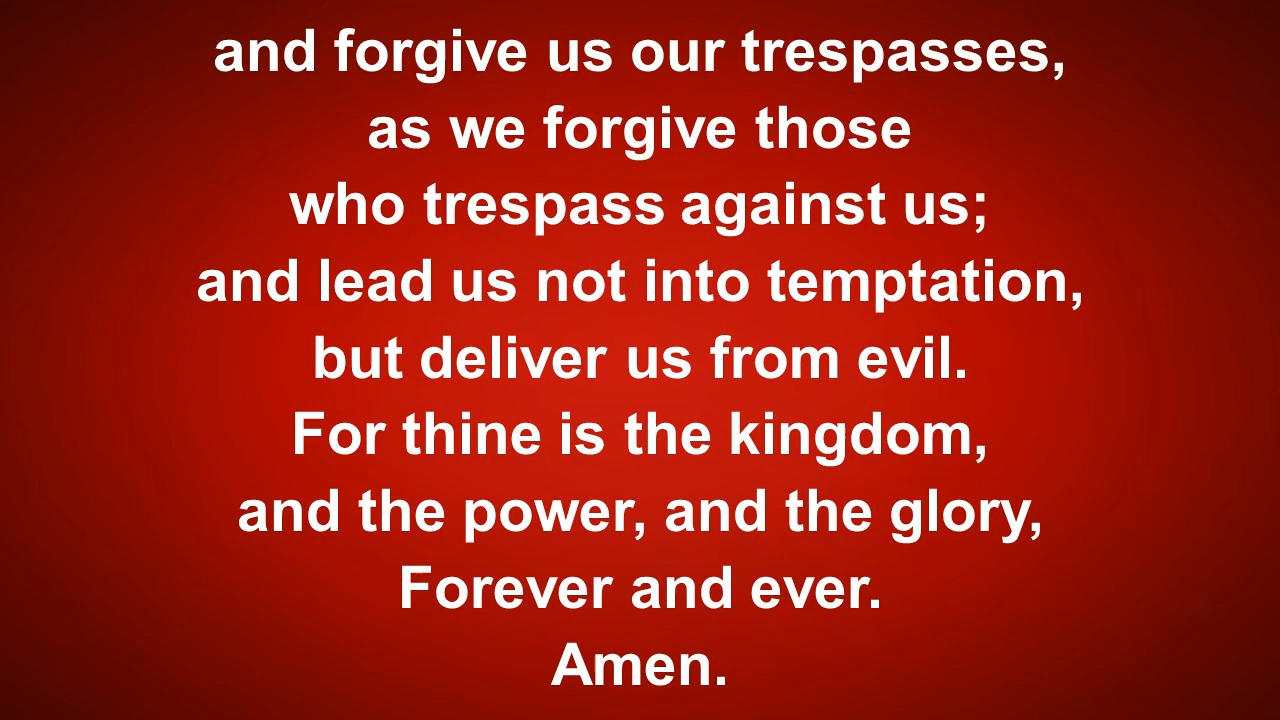 and forgive us our trespasses,
as we forgive those
who trespass against us;
and lead us not into temptation,
but deliver us from evil.
For thine is the kingdom,
and the power, and the glory,
Forever and ever.
Amen.